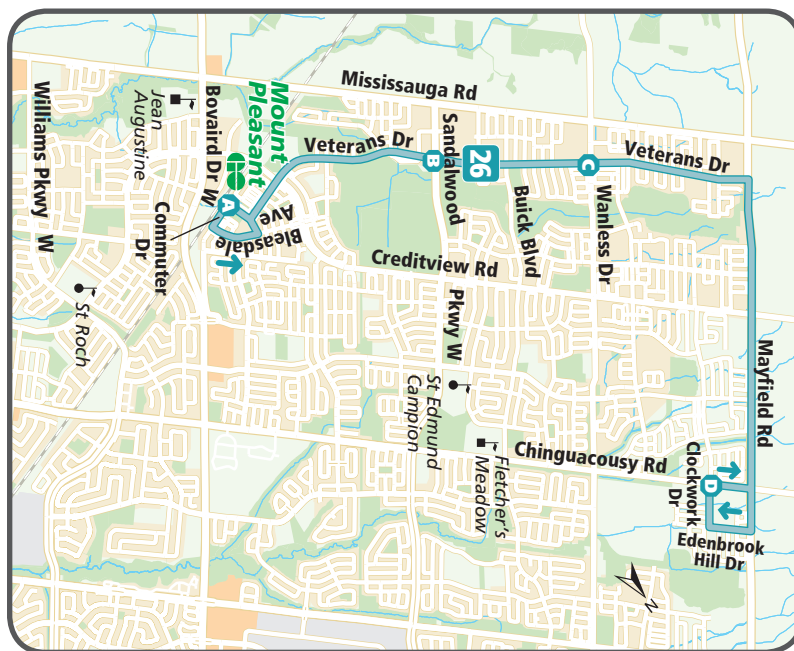 Mississauga Rd
Williams Pkwy W
Jean
Augustine
Bovaird Dr W
Mount
Pleasant
GO
Veterans Dr
Sandalwood
Pkwy W
B
26
C
Veterans Dr
Buick Blvd
Wanless Dr
A
Commuter
Dr
Bleasdale
Ave
Creditview Rd
St Roch
St Edmund
Campion
Fletcher's
Meadow
Mayfield Rd
Chinguacousy Rd
Clockwork
Dr
D
Edenbrook
Hill Dr
N